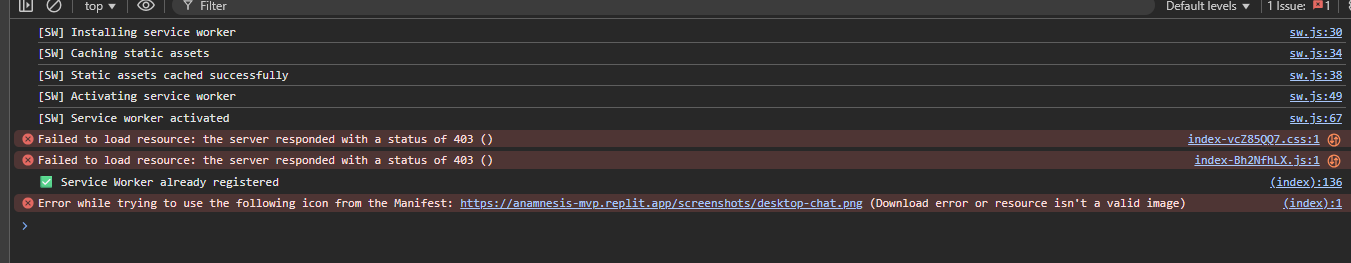 top ▼ Filter Default levels ▼ 1 Issue: 1
[SW] Installing service worker sw.js:30
[SW] Caching static assets sw.js:34
[SW] Static assets cached successfully sw.js:38
[SW] Activating service worker sw.js:49
[SW] Service worker activated sw.js:67
Failed to load resource: the server responded with a status of 403 () index-vcZ85QQ7.css:1
Failed to load resource: the server responded with a status of 403 () index-Bh2NfhLX.js:1
✅ Service Worker already registered (index):136
Error while trying to use the following icon from the Manifest: https://anamnesis-mvp.replit.app/screenshots/desktop-chat.png (Download error or resource isn't a valid image) (index):1
>